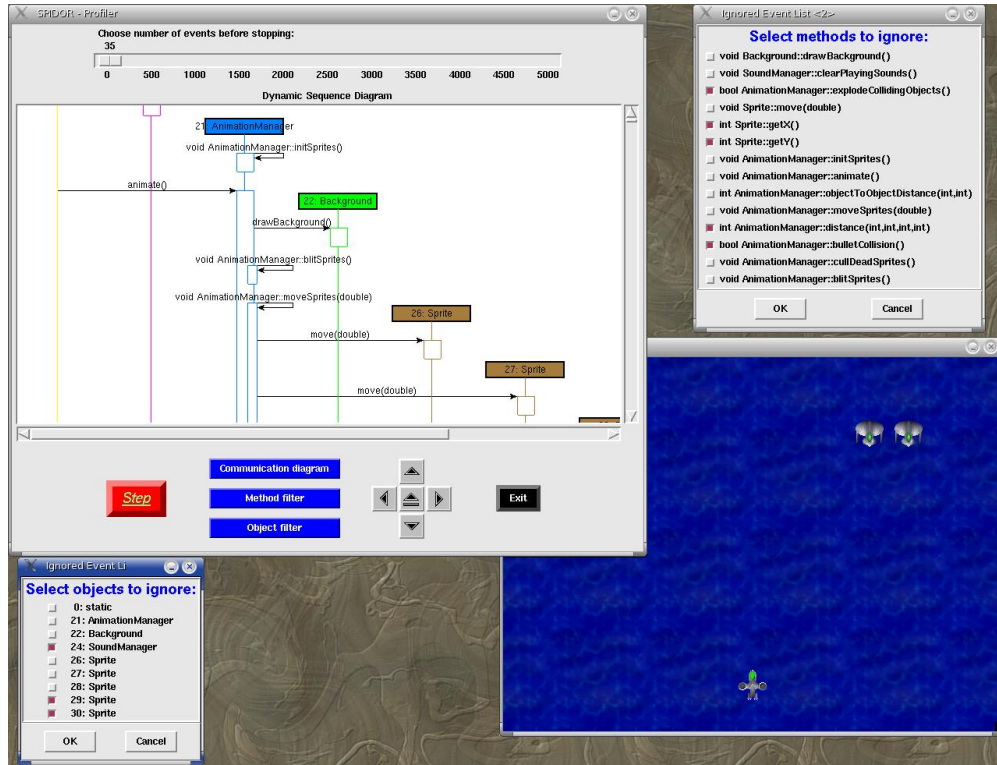 SPIDOR - Profiler
Choose number of events before stopping:
35
0 500 1000 1500 2000 2500 3000 3500 4000 4500 5000
Dynamic Sequence Diagram
21: AnimationManager
void AnimationManager::initSprites()
animate()
22: Background
drawBackground()
void AnimationManager::blitSprites()
void AnimationManager::moveSprites(double)
26: Sprite
move(double)
27: Sprite
move(double)
Communication diagram
Step
Method filter
Exit
Object filter
Ignored Event List <2>
Select methods to ignore:
void Background::drawBackground()
void SoundManager::clearPlayingSounds()
bool AnimationManager::explodeCollidingObjects()
void Sprite::move(double)
int Sprite::getX()
int Sprite::getY()
void AnimationManager::initSprites()
void AnimationManager::animate()
int AnimationManager::objectToObjectDistance(int,int)
void AnimationManager::moveSprites(double)
int AnimationManager::distance(int,int,int,int)
bool AnimationManager::bulletCollision()
void AnimationManager::cullDeadSprites()
void AnimationManager::blitSprites()
OK Cancel
Ignored Event Li
Select objects to ignore:
0: static
21: AnimationManager
22: Background
24: SoundManager
26: Sprite
27: Sprite
28: Sprite
29: Sprite
30: Sprite
OK Cancel